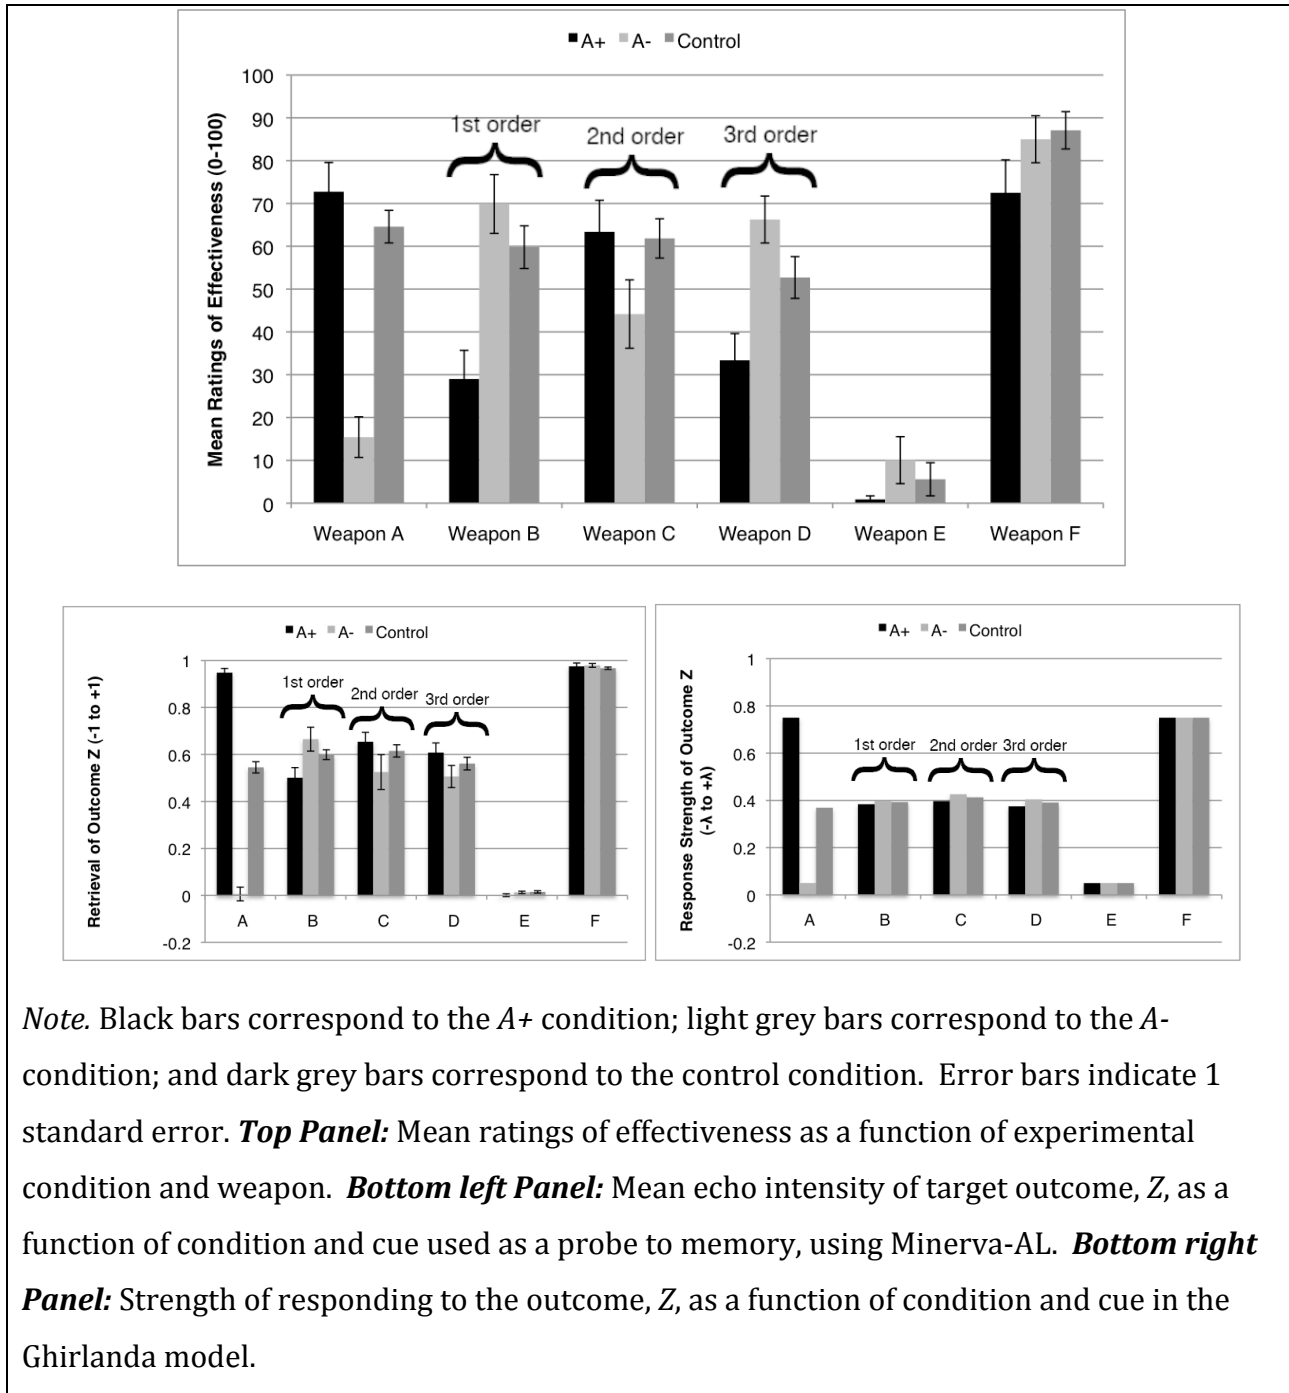 A+ A- Control
Mean Ratings of Effectiveness (0-100)
100
90
80
70
60
50
40
30
20
10
0
1st order
2nd order
3rd order
Weapon A Weapon B Weapon C Weapon D Weapon E Weapon F
A+ A- Control
Retrieval of Outcome Z (-1 to +1)
1
0.8
0.6
0.4
0.2
0
-0.2
1st order
2nd order
3rd order
A B C D E F
A+ A- Control
Response Strength of Outcome Z
(-λ to +λ)
1
0.8
0.6
0.4
0.2
0
-0.2
1st order 2nd order 3rd order
A B C D E F
Note. Black bars correspond to the A+ condition; light grey bars correspond to the A-
condition; and dark grey bars correspond to the control condition. Error bars indicate 1
standard error. Top Panel: Mean ratings of effectiveness as a function of experimental
condition and weapon. Bottom left Panel: Mean echo intensity of target outcome, Z, as a
function of condition and cue used as a probe to memory, using Minerva-AL. Bottom right
Panel: Strength of responding to the outcome, Z, as a function of condition and cue in the
Ghirlanda model.